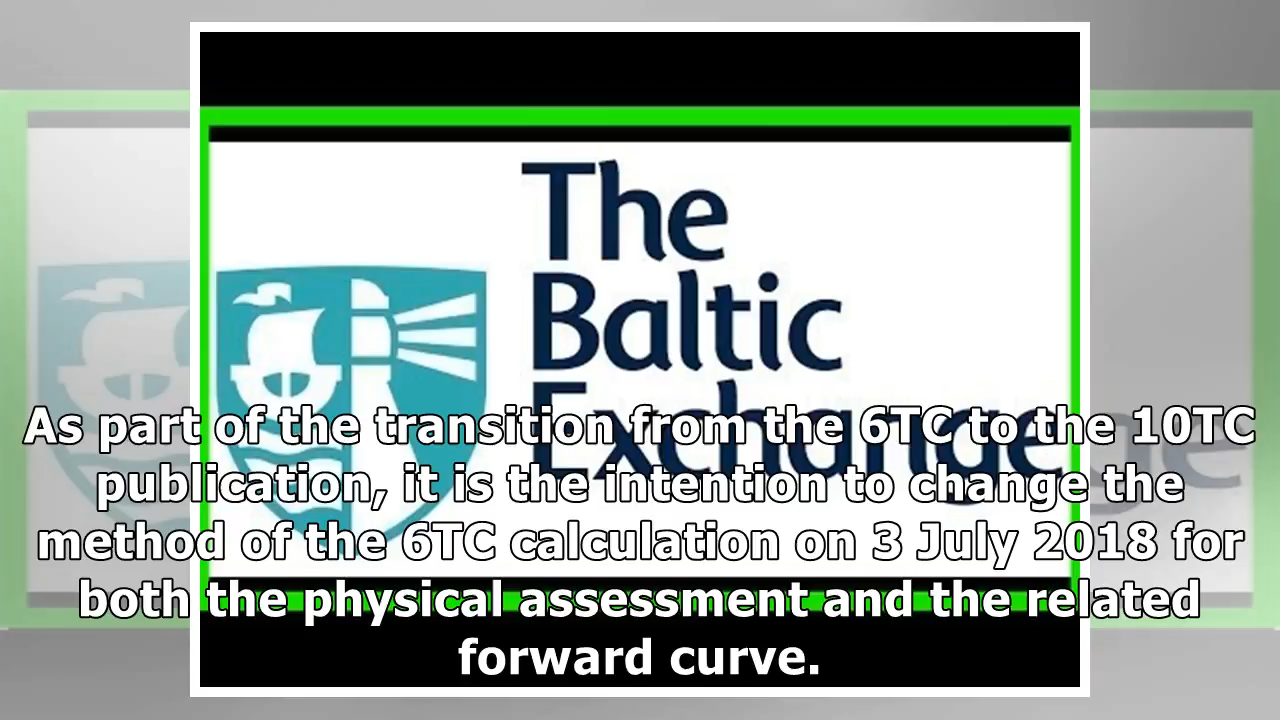 The
Baltic
Exchange
As part of the transition from the 6TC to the 10TC
publication, it is the intention to change the
method of the 6TC calculation on 3 July 2018 for
both the physical assessment and the related
forward curve.